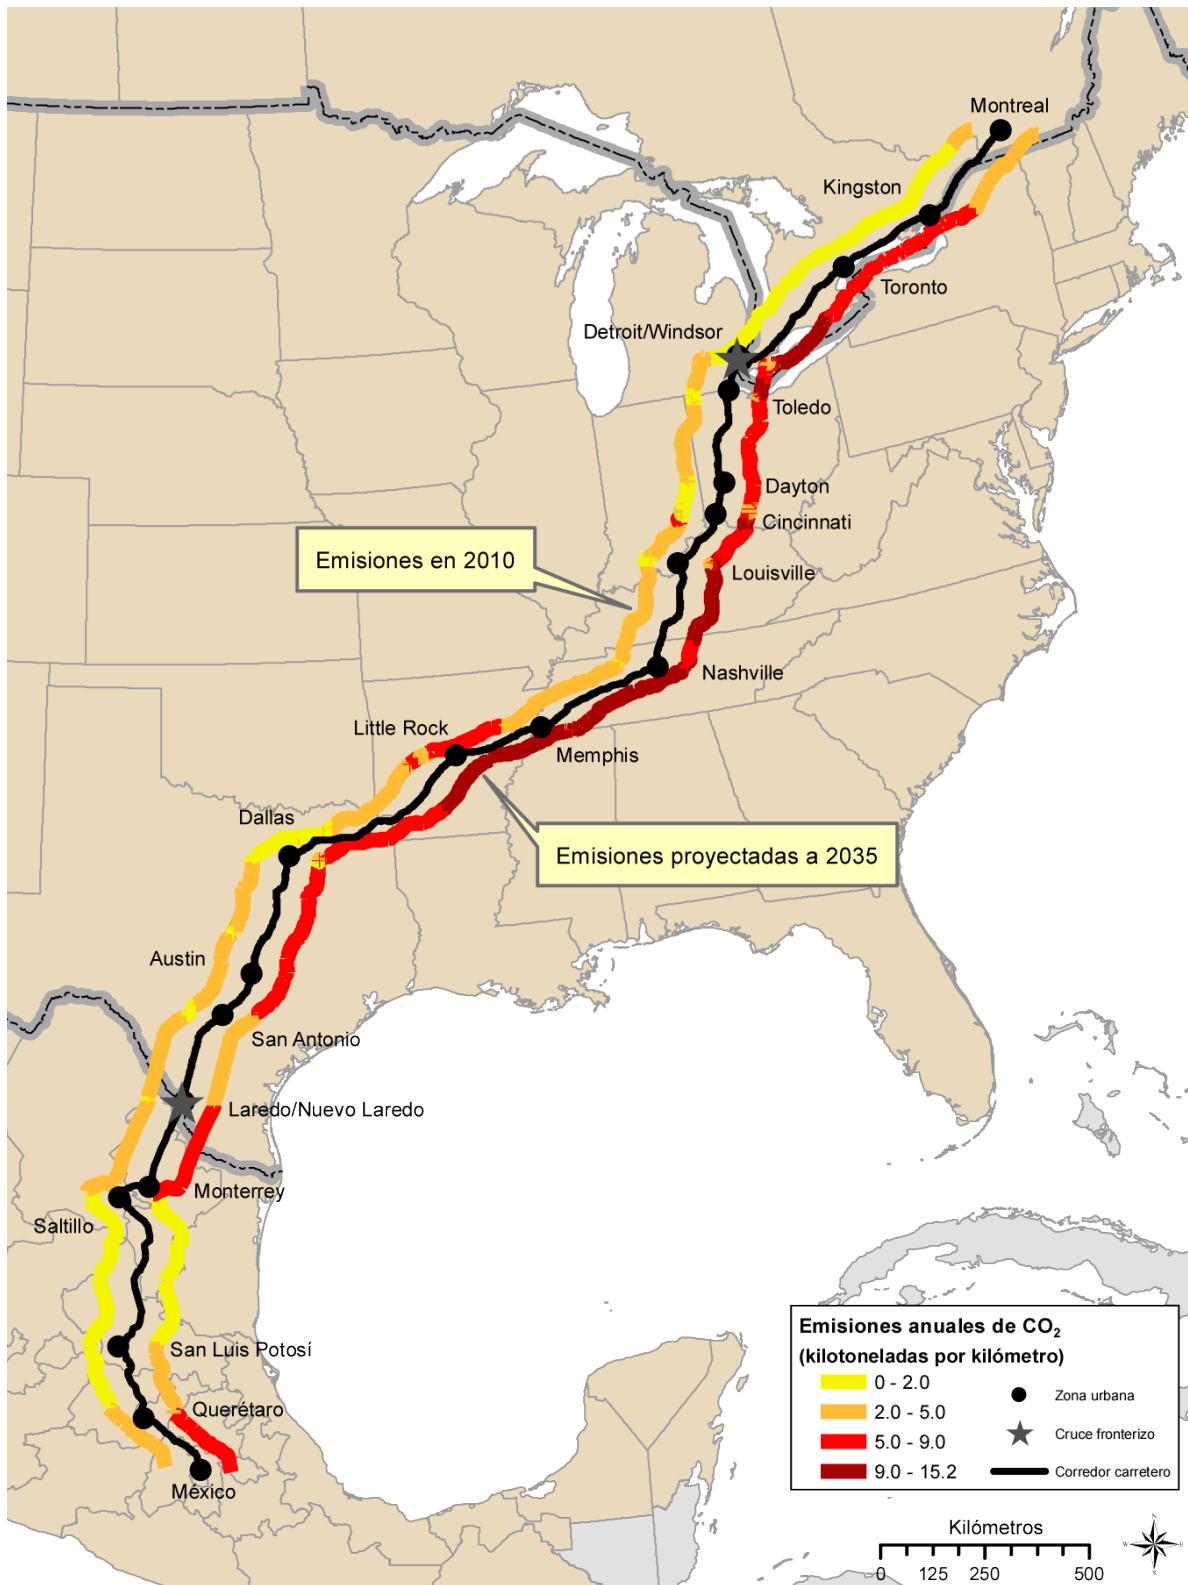 Montreal
Kingston
Toronto
Detroit/Windsor
Toledo
Dayton
Cincinnati
Emisiones en 2010
Louisville
Nashville
Little Rock
Memphis
Dallas
Emisiones proyectadas a 2035
Austin
San Antonio
Laredo/Nuevo Laredo
Monterrey
Saltillo
San Luis Potosí
Querétaro
México
Emisiones anuales de CO₂
(kilotoneladas por kilómetro)
0 - 2.0
2.0 - 5.0
5.0 - 9.0
9.0 - 15.2
Zona urbana
Cruce fronterizo
Corredor carretero
Kilómetros
0 125 250 500
N
W E
S